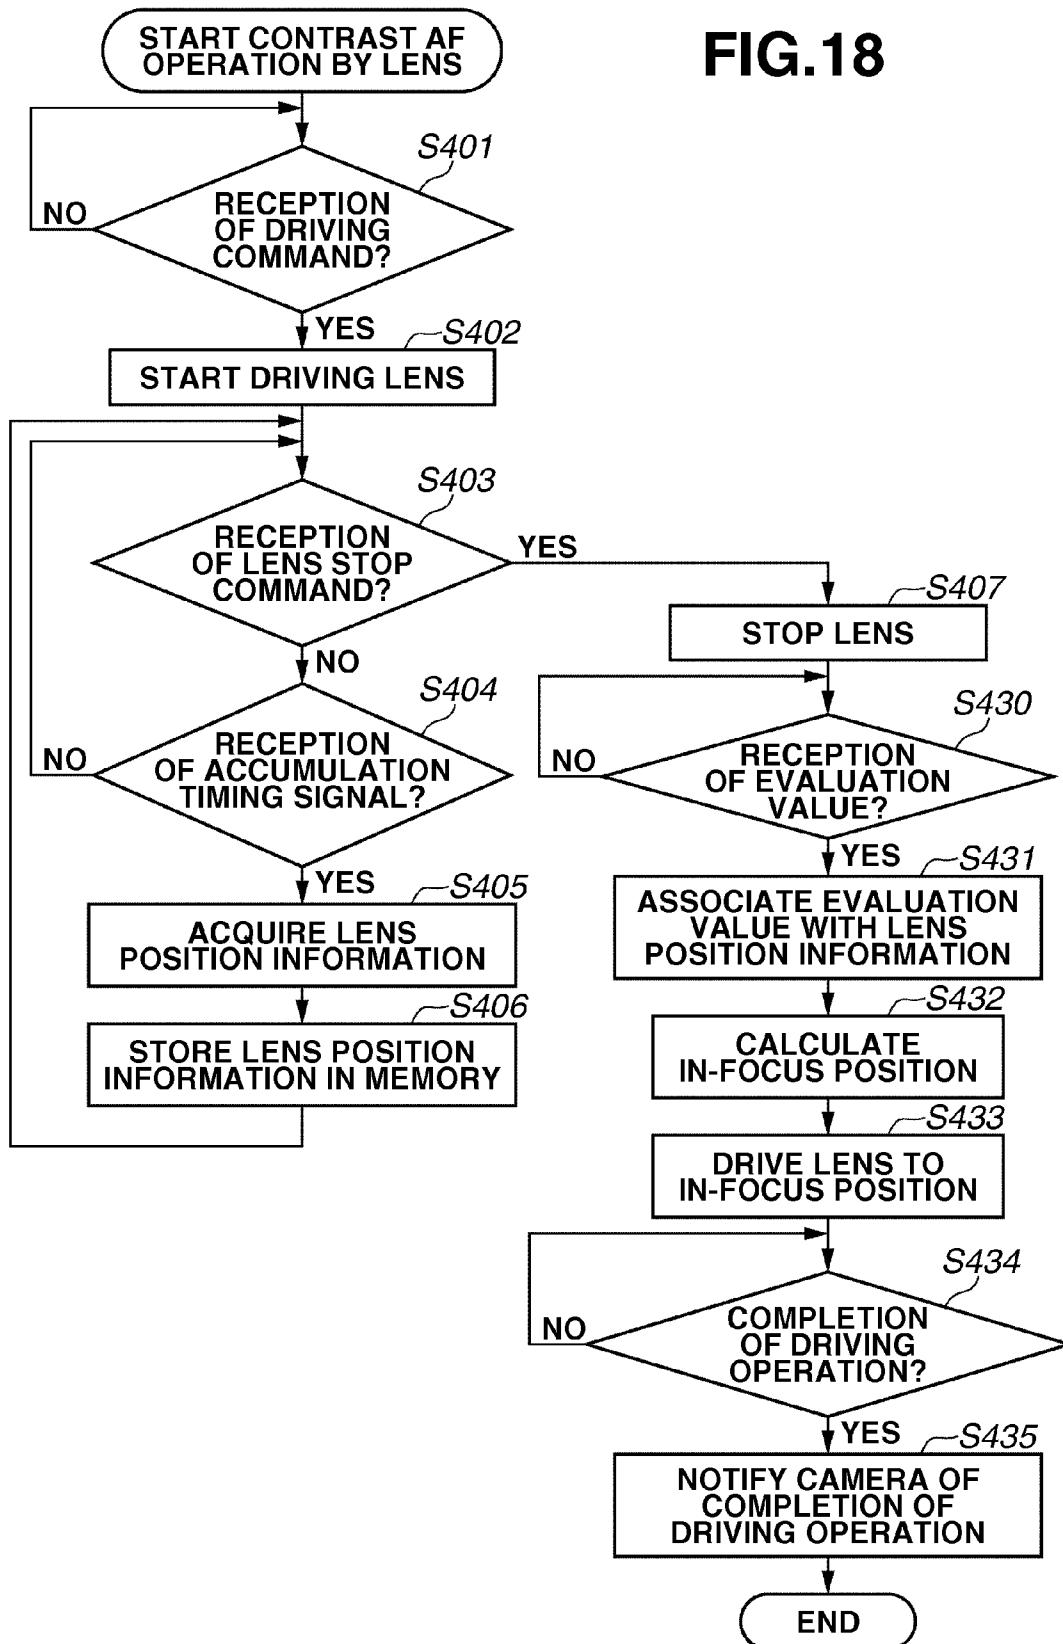 START CONTRAST AF
OPERATION BY LENS
FIG.18
S401
RECEPTION
OF DRIVING
COMMAND?
NO
YES
S402
START DRIVING LENS
S403
RECEPTION
OF LENS STOP
COMMAND?
YES
NO
S404
RECEPTION
OF ACCUMULATION
TIMING SIGNAL?
NO
YES
S405
ACQUIRE LENS
POSITION INFORMATION
S406
STORE LENS POSITION
INFORMATION IN MEMORY
S407
STOP LENS
S430
RECEPTION
OF EVALUATION
VALUE?
NO
YES
S431
ASSOCIATE EVALUATION
VALUE WITH LENS
POSITION INFORMATION
S432
CALCULATE
IN-FOCUS POSITION
S433
DRIVE LENS TO
IN-FOCUS POSITION
S434
COMPLETION
OF DRIVING
OPERATION?
NO
YES
S435
NOTIFY CAMERA OF
COMPLETION OF
DRIVING OPERATION
END